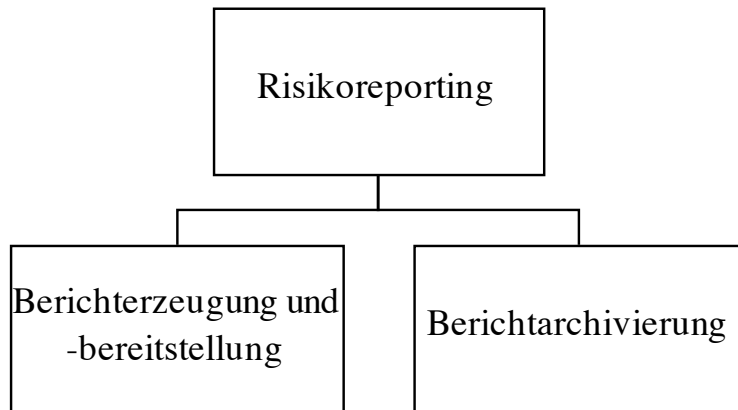 Risikoreporting
Berichterzeugung und
-bereitstellung
Berichtarchivierung